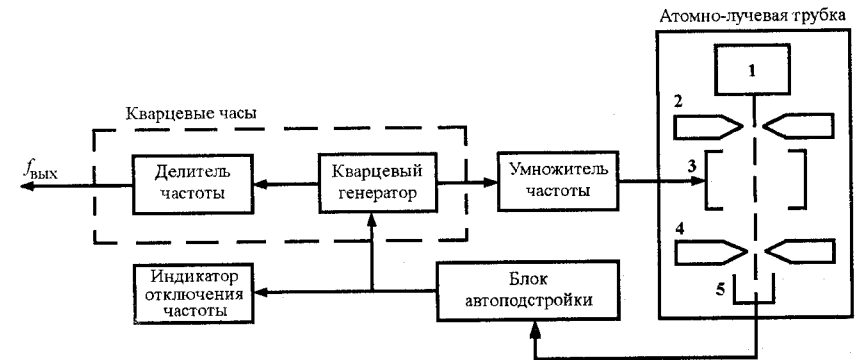 Атомно-лучевая трубка
1
2
Кварцевые часы
fвых
Делитель
частоты
Кварцевый
генератор
Умножитель
частоты
3
4
Индикатор
отключения
частоты
Блок
автоподстройки
5